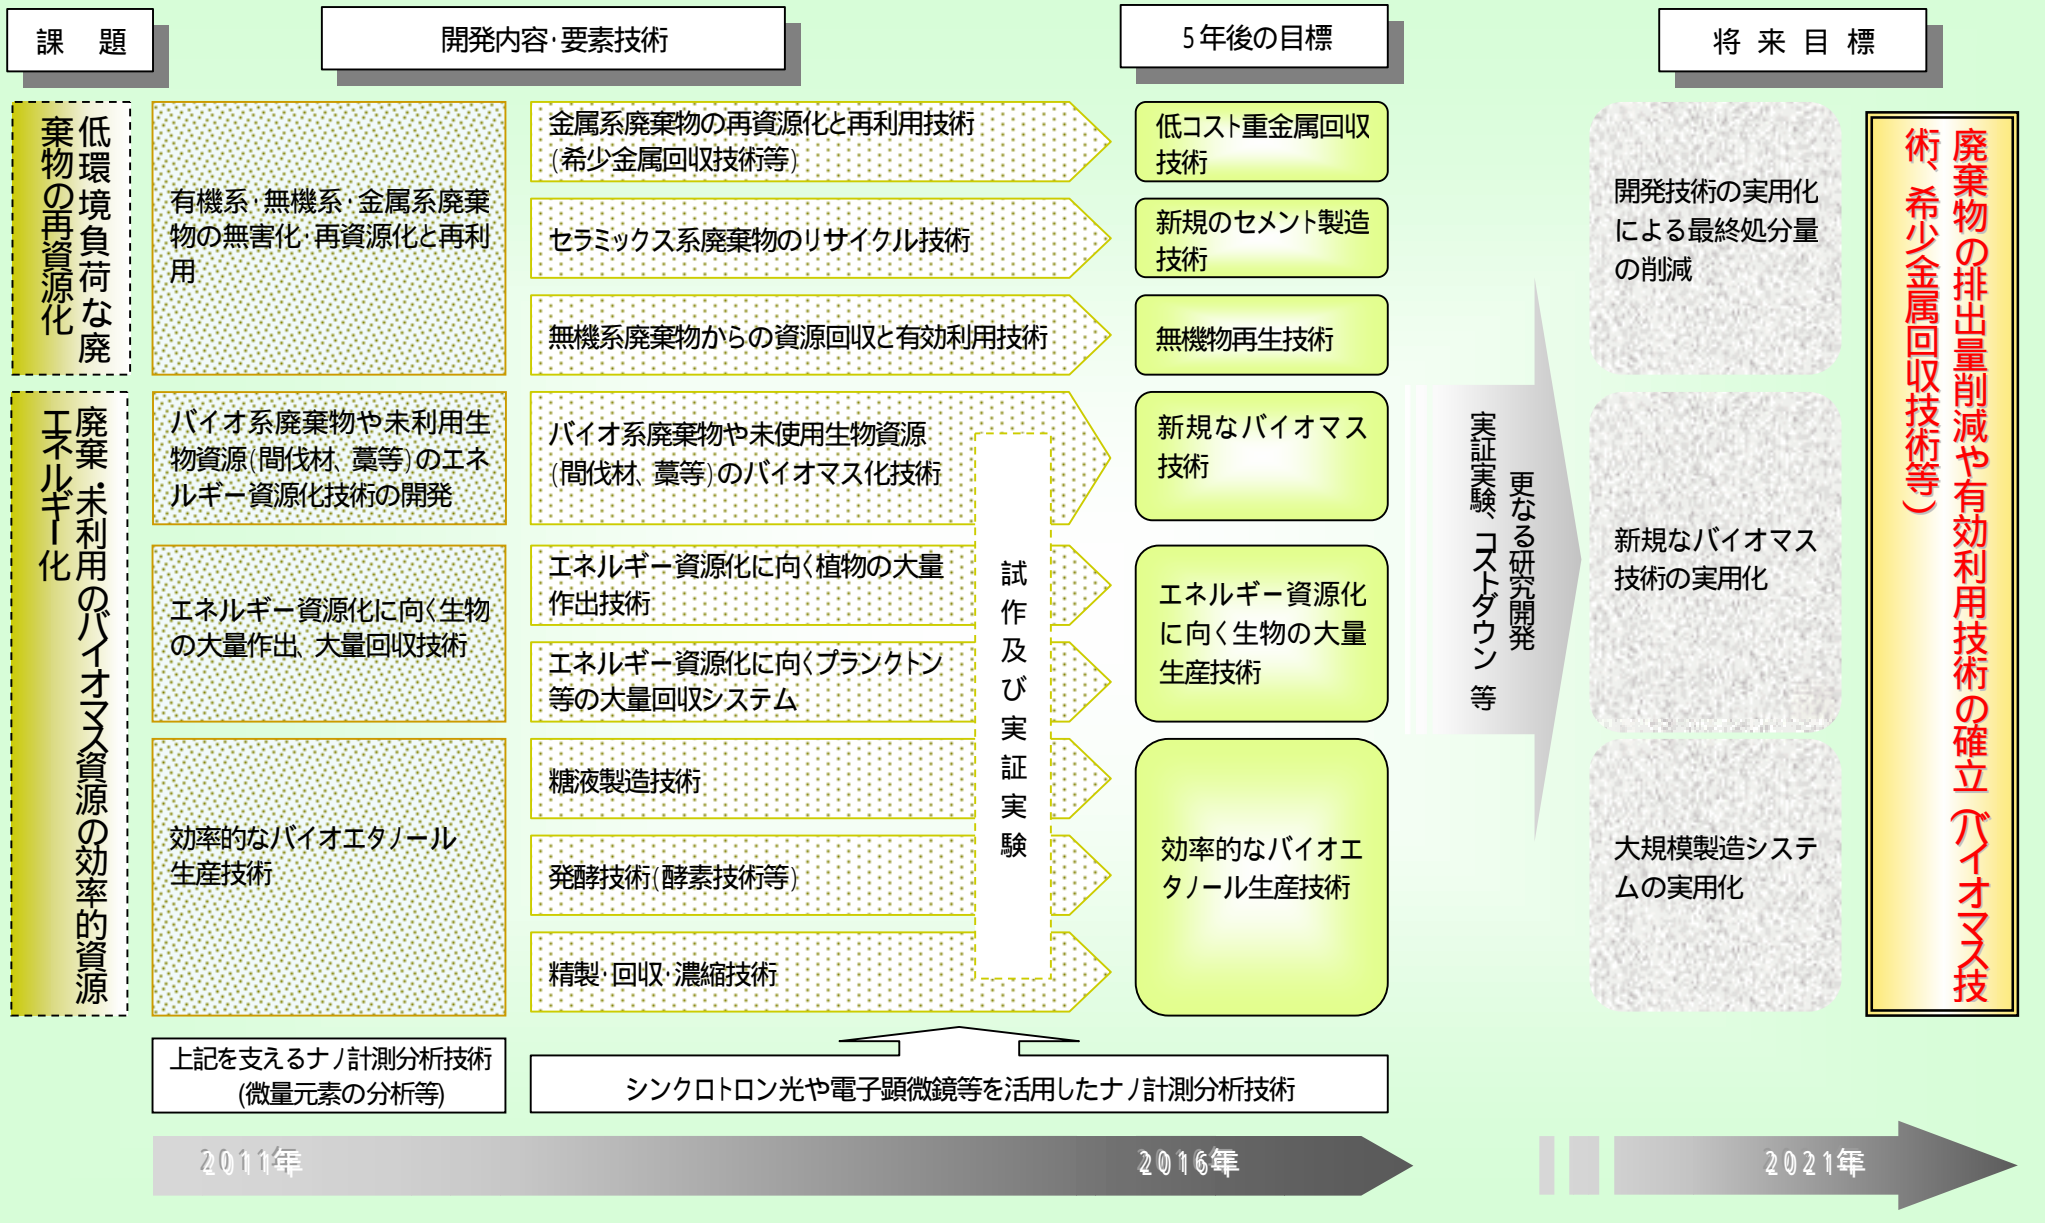 課　題
開発内容・要素技術
5年後の目標
将来目標
低環境負荷な廃
棄物の再資源化
有機系・無機系・金属系廃棄
物の無害化・再資源化と再利
用
金属系廃棄物の再資源化と再利用技術
(希少金属回収技術等)
セラミックス系廃棄物のリサイクル技術
無機系廃棄物からの資源回収と有効利用技術
低コスト重金属回収
技術
新規のセメント製造
技術
無機物再生技術
廃棄・未利用のバイオマス資源の効率的資源
エネルギー化
バイオ系廃棄物や未利用生
物資源(間伐材、藁等)のエネ
ルギー資源化技術の開発
エネルギー資源化に向く生物
の大量作出、大量回収技術
効率的なバイオエタノール
生産技術
バイオ系廃棄物や未使用生物資源
(間伐材、藁等)のバイオマス化技術
エネルギー資源化に向く植物の大量
作出技術
エネルギー資源化に向くプランクトン
等の大量回収システム
糖液製造技術
発酵技術(酵素技術等)
精製・回収・濃縮技術
試作及び実証実験
新規なバイオマス
技術
エネルギー資源化
に向く生物の大量
生産技術
効率的なバイオエ
タノール生産技術
更なる研究開発
実証実験、コストダウン 等
開発技術の実用化
による最終処分量
の削減
新規なバイオマス
技術の実用化
大規模製造システ
ムの実用化
廃棄物の排出量削減や有効利用技術の確立(バイオマス技
術、希少金属回収技術等)
上記を支えるナノ計測分析技術
(微量元素の分析等)
シンクロトロン光や電子顕微鏡等を活用したナノ計測分析技術
2011年
2016年
2021年